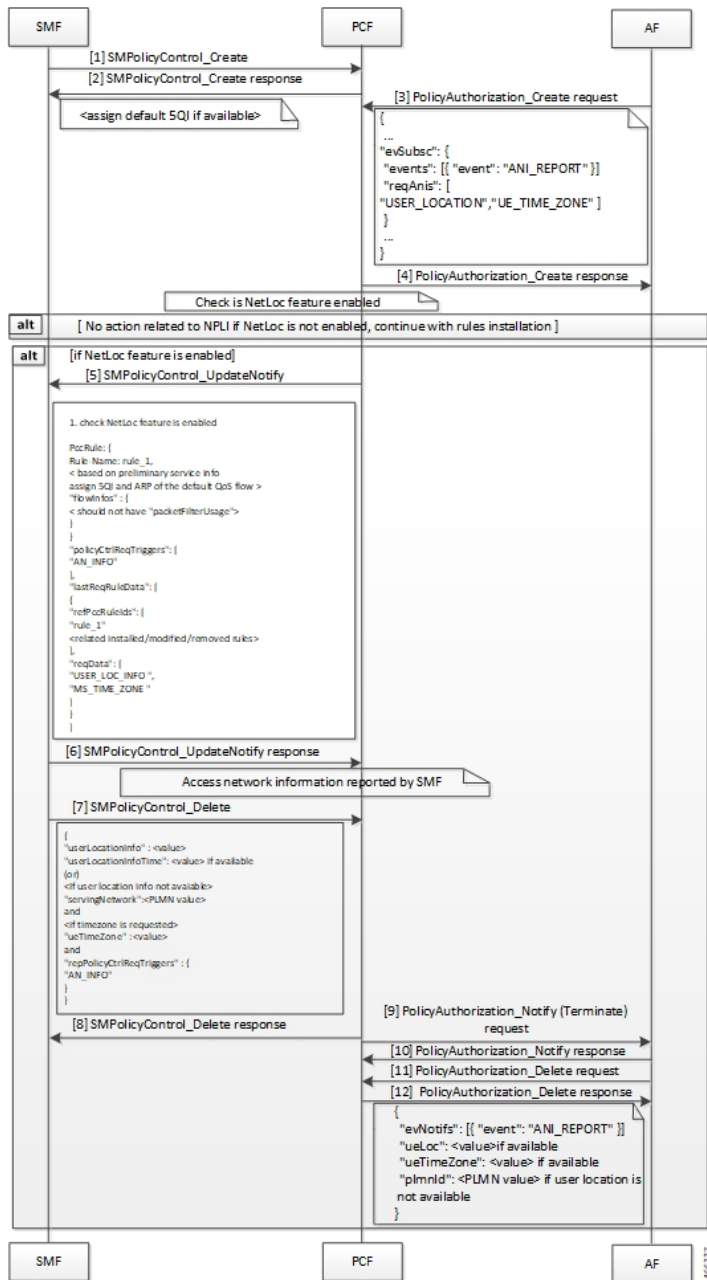 SMF
PCF
AF
[1] SMPolicyControl_Create
[2] SMPolicyControl_Create response
<assign default 5QI if available>
[3] PolicyAuthorization_Create request
{
...
"evSubsc": {
"events": [{ "event": "ANI_REPORT" }]
"reqAnis": [
"USER_LOCATION","UE_TIME_ZONE" ]
}
...
}
[4] PolicyAuthorization_Create response
Check is NetLoc feature enabled
alt
[ No action related to NPLI if NetLoc is not enabled, continue with rules installation ]
alt
[if NetLoc feature is enabled]
[5] SMPolicyControl_UpdateNotify
1. check NetLoc feature is enabled
PccRule: {
Rule-Name: rule_1,
< based on preliminary service info
assign 5QI and ARP of the default QoS flow >
"flowInfos" : {
< should not have "packetFilterUsage">
}
}
"policyCtrlReqTriggers": [
"AN_INFO"
],
"lastReqRuleData": [
{
"refPccRuleIds": [
"rule_1"
<related installed/modified/removed rules>
],
"reqData": [
"USER_LOC_INFO ",
"MS_TIME_ZONE "
]
}
]
[6] SMPolicyControl_UpdateNotify response
Access network information reported by SMF
[7] SMPolicyControl_Delete
{
"userLocationInfo" : <value>
"userLocationInfoTime": <value> if available
(or)
<If user location info not available>
"servingNetwork":<PLMN value>
and
<if timezone is requested>
"ueTimeZone" :<value>
and
"repPolicyCtrlReqTriggers" : {
"AN_INFO"
}
}
[8] SMPolicyControl_Delete response
[9] PolicyAuthorization_Notify (Terminate)
request
[10] PolicyAuthorization_Notify response
[11] PolicyAuthorization_Delete request
[12] PolicyAuthorization_Delete response
{
"evNotifs": [{ "event": "ANI_REPORT" }]
"ueLoc": <value>if available
"ueTimeZone": <value> if available
"plmnId": <PLMN value> if user location is
not available
}
SMF
PCF
AF